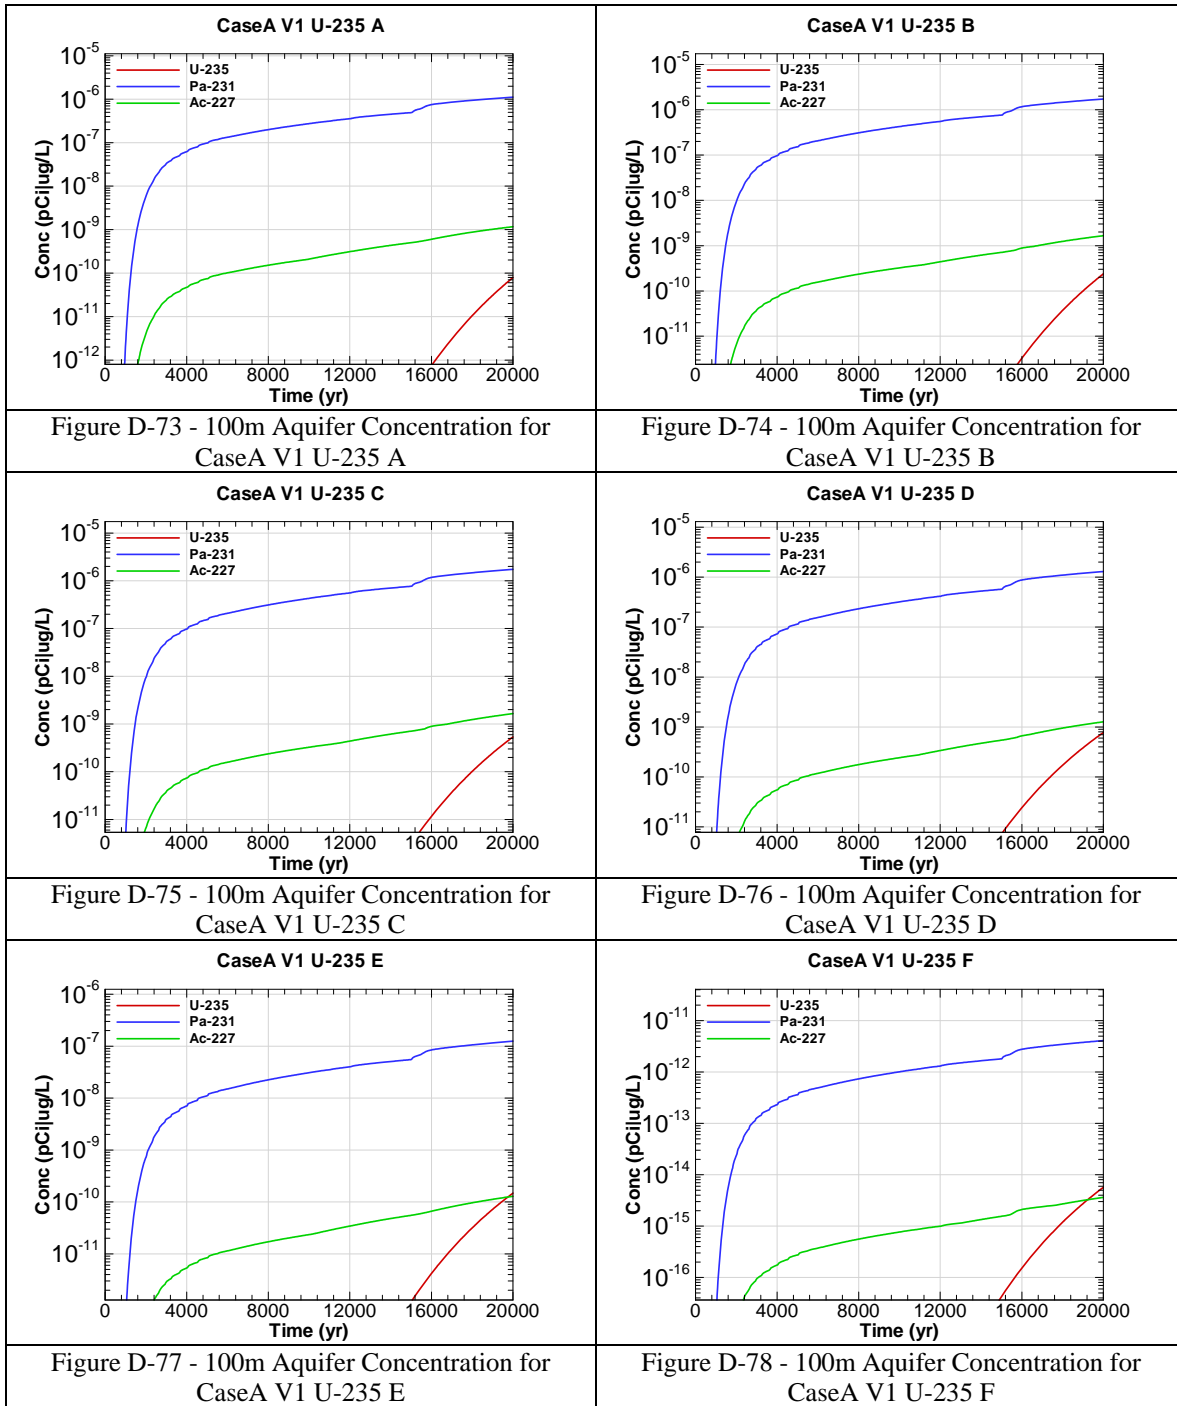 CaseA V1 U-235 A
U-235
Pa-231
Ac-227
Conc (pCi|ug/L)
10-5
10-6
10-7
10-8
10-9
10-10
10-11
10-12
0 4000 8000 12000 16000 20000
Time (yr)
Figure D-73 - 100m Aquifer Concentration for
CaseA V1 U-235 A
CaseA V1 U-235 B
U-235
Pa-231
Ac-227
Conc (pCi|ug/L)
10-5
10-6
10-7
10-8
10-9
10-10
10-11
0 4000 8000 12000 16000 20000
Time (yr)
Figure D-74 - 100m Aquifer Concentration for
CaseA V1 U-235 B
CaseA V1 U-235 C
U-235
Pa-231
Ac-227
Conc (pCi|ug/L)
10-5
10-6
10-7
10-8
10-9
10-10
10-11
0 4000 8000 12000 16000 20000
Time (yr)
Figure D-75 - 100m Aquifer Concentration for
CaseA V1 U-235 C
CaseA V1 U-235 D
U-235
Pa-231
Ac-227
Conc (pCi|ug/L)
10-5
10-6
10-7
10-8
10-9
10-10
10-11
0 4000 8000 12000 16000 20000
Time (yr)
Figure D-76 - 100m Aquifer Concentration for
CaseA V1 U-235 D
CaseA V1 U-235 E
U-235
Pa-231
Ac-227
Conc (pCi|ug/L)
10-6
10-7
10-8
10-9
10-10
10-11
0 4000 8000 12000 16000 20000
Time (yr)
Figure D-77 - 100m Aquifer Concentration for
CaseA V1 U-235 E
CaseA V1 U-235 F
U-235
Pa-231
Ac-227
Conc (pCi|ug/L)
10-11
10-12
10-13
10-14
10-15
10-16
0 4000 8000 12000 16000 20000
Time (yr)
Figure D-78 - 100m Aquifer Concentration for
CaseA V1 U-235 F